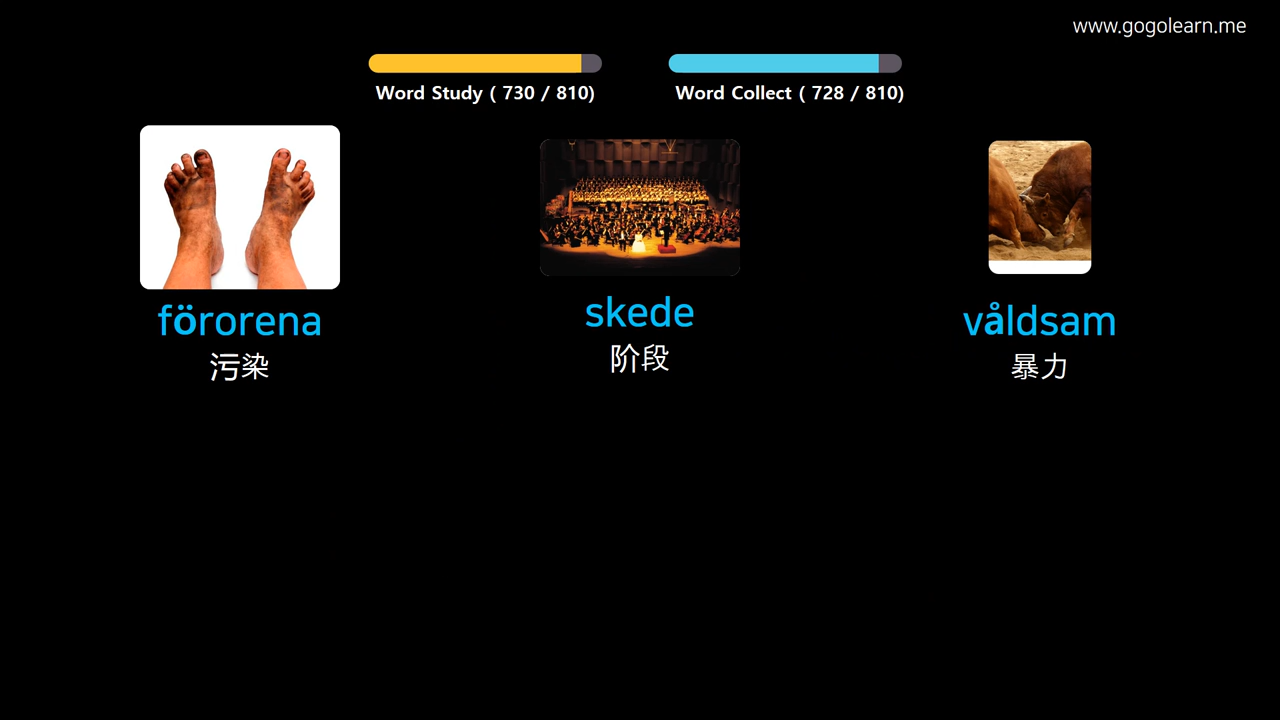 www.gogolearn.me
Word Study ( 730 / 810)
Word Collect ( 728 / 810)
förorena
污染
skede
阶段
våldsam
暴力